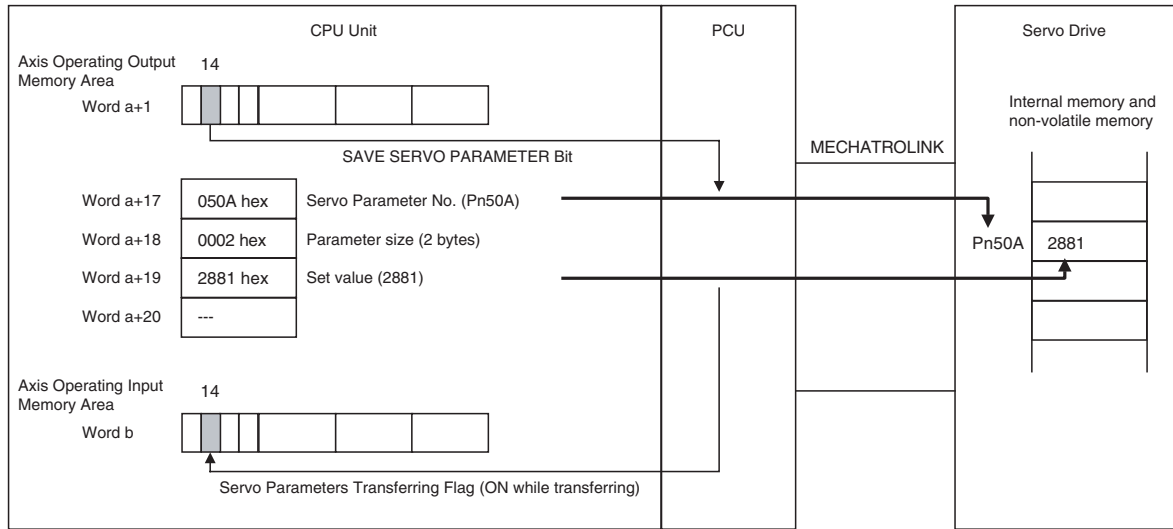 CPU Unit
PCU
Servo Drive
Axis Operating Output
Memory Area
14
Word a+1
SAVE SERVO PARAMETER Bit
MECHATROLINK
Internal memory and
non-volatile memory
Word a+17
050A hex
Servo Parameter No. (Pn50A)
Word a+18
0002 hex
Parameter size (2 bytes)
Pn50A
2881
Word a+19
2881 hex
Set value (2881)
Word a+20
---
Axis Operating Input
Memory Area
14
Word b
Servo Parameters Transferring Flag (ON while transferring)